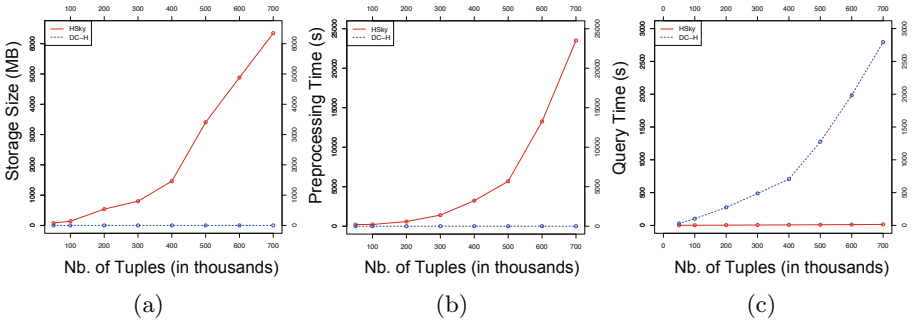 100 200 300 400 500 600 700
HSky
DC−H
Storage Size (MB)
0 1000 2000 3000 4000 5000 6000
0 1000 2000 3000 4000 5000 6000
100 200 300 400 500 600 700
Nb. of Tuples (in thousands)
(a)
100 200 300 400 500 600 700
HSky
DC−H
Preprocessing Time (s)
0 5000 10000 15000 20000 25000
0 5000 10000 15000 20000 25000
100 200 300 400 500 600 700
Nb. of Tuples (in thousands)
(b)
0 100 200 300 400 500 600 700
HSky
DC−H
Query Time (s)
0 500 1000 1500 2000 2500 3000
0 500 1000 1500 2000 2500 3000
0 100 200 300 400 500 600 700
Nb. of Tuples (in thousands)
(c)